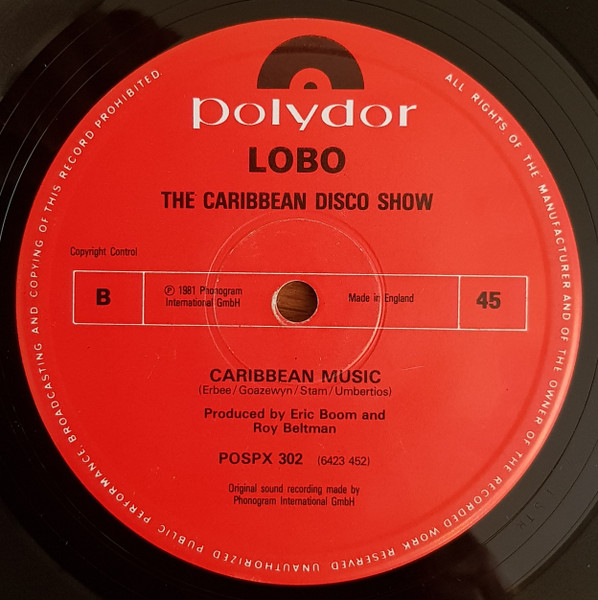 polydor
LOBO
THE CARIBBEAN DISCO SHOW
Copyright Control
B
℗ 1981 Phonogram
International GmbH
Made in England
45
CARIBBEAN MUSIC
(Erbee/Goazewyn/Stam/Umbertios)
Produced by Eric Boom and
Roy Beltman
POSPX 302 (6423 452)
Original sound recording made by
Phonogram International GmbH
ALL RIGHTS OF THE MANUFACTURER AND OF THE OWNER OF THE RECORDED WORK RESERVED UNAUTHORIZED PUBLIC PERFORMANCE BROADCASTING AND COPYING OF THIS RECORD PROHIBITED.